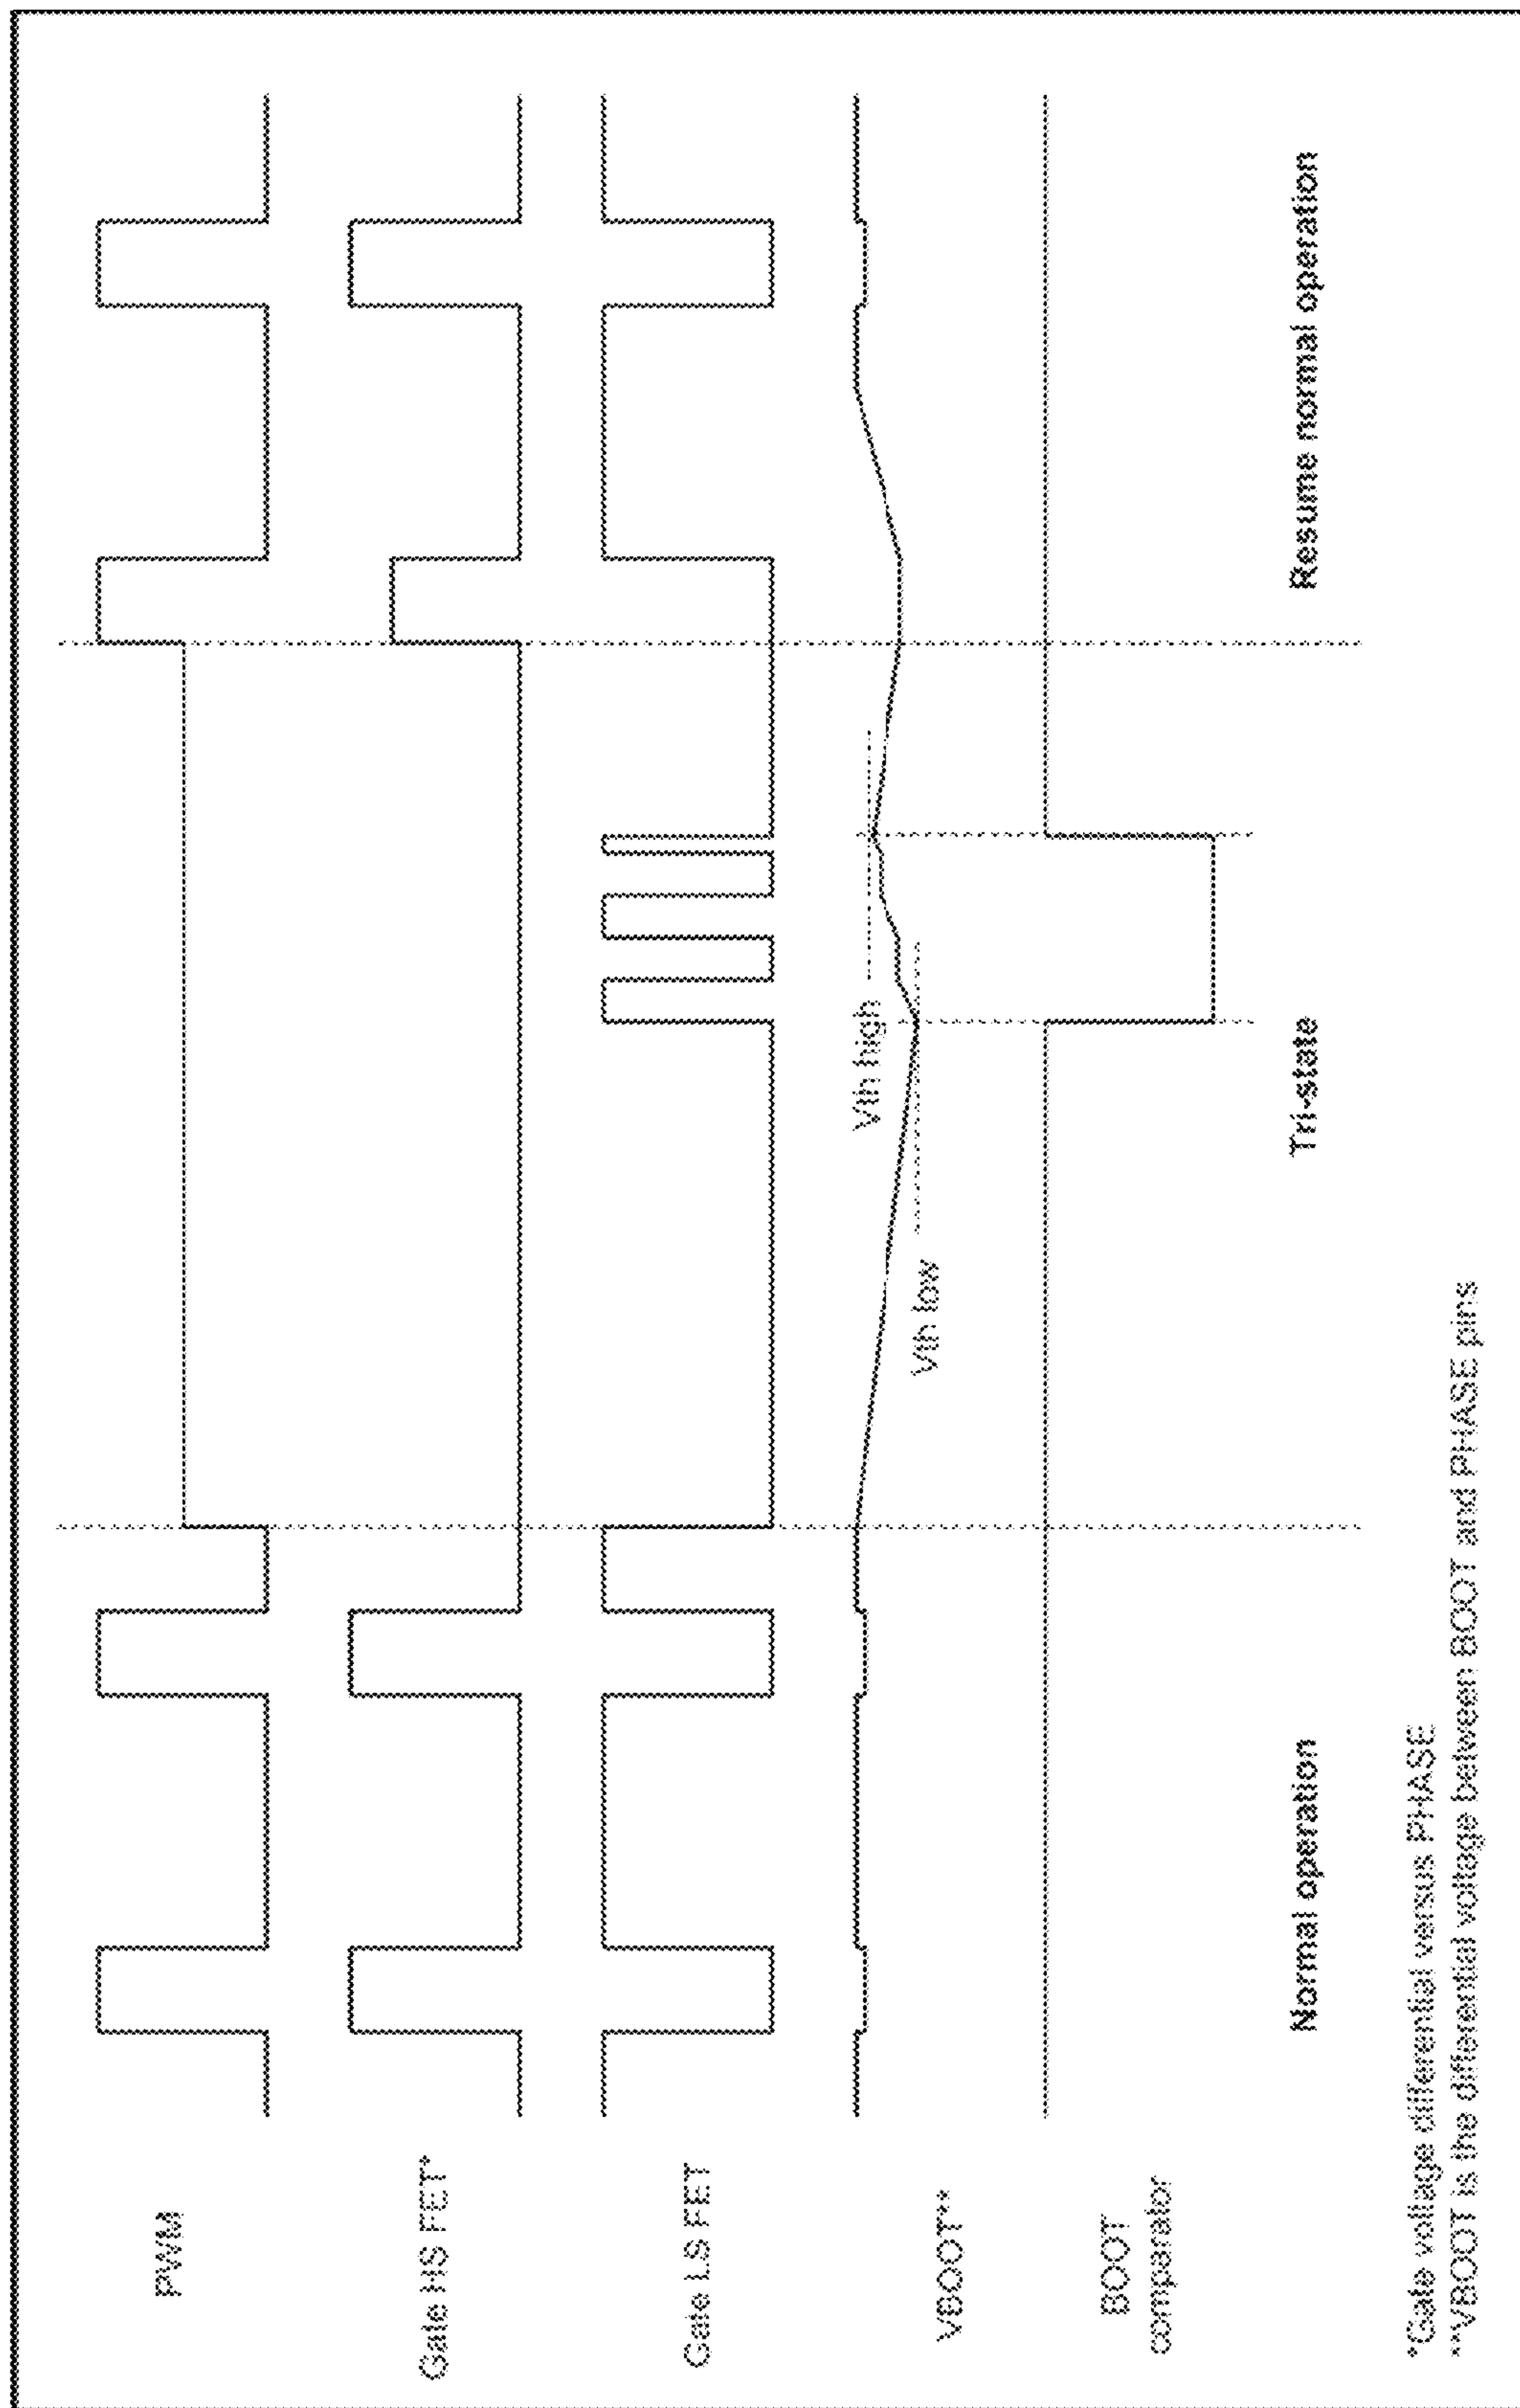 PWM
Gate HS FET*
Gate LS FET
VBOOT**
BOOT
comparator
Vth high
Vth low
Normal operation
Tri-state
Resume normal operation
*Gate voltage differential versus PHASE
**VBOOT is the differential voltage between BOOT and PHASE pins